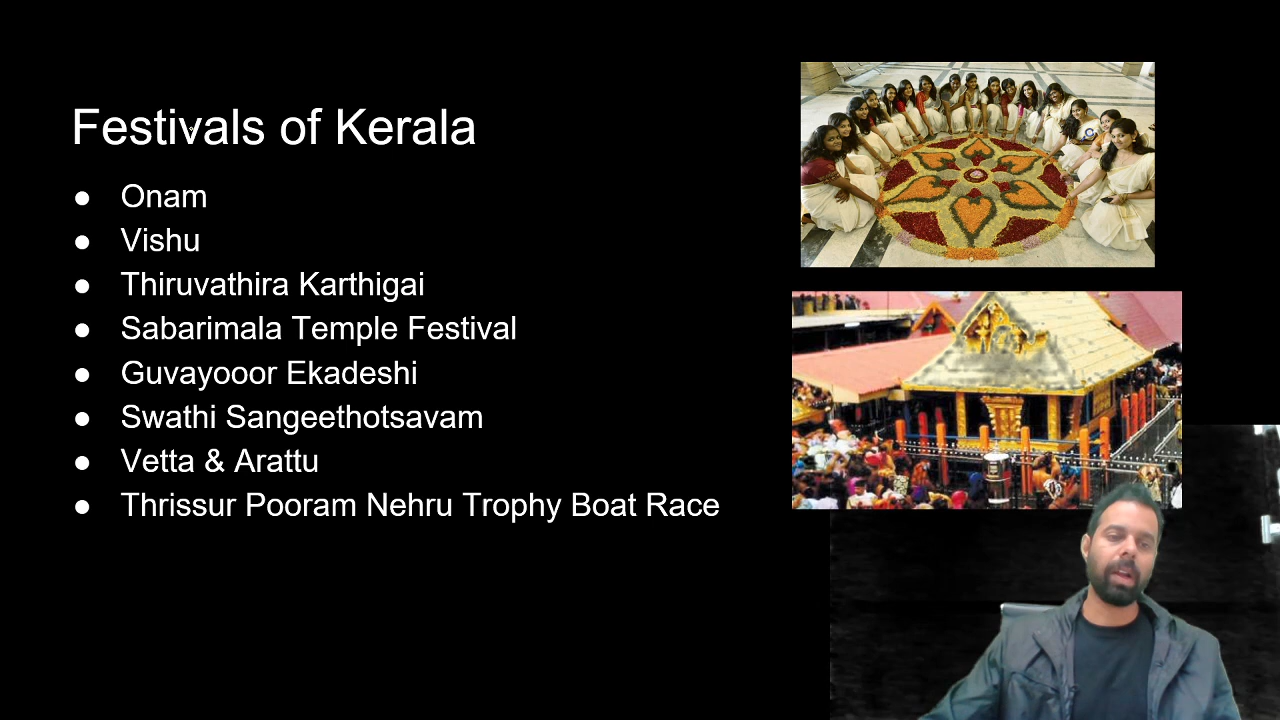 Festivals of Kerala
● Onam
● Vishu
● Thiruvathira Karthigai
● Sabarimala Temple Festival
● Guvayooor Ekadeshi
● Swathi Sangeethotsavam
● Vetta & Arattu
● Thrissur Pooram Nehru Trophy Boat Race